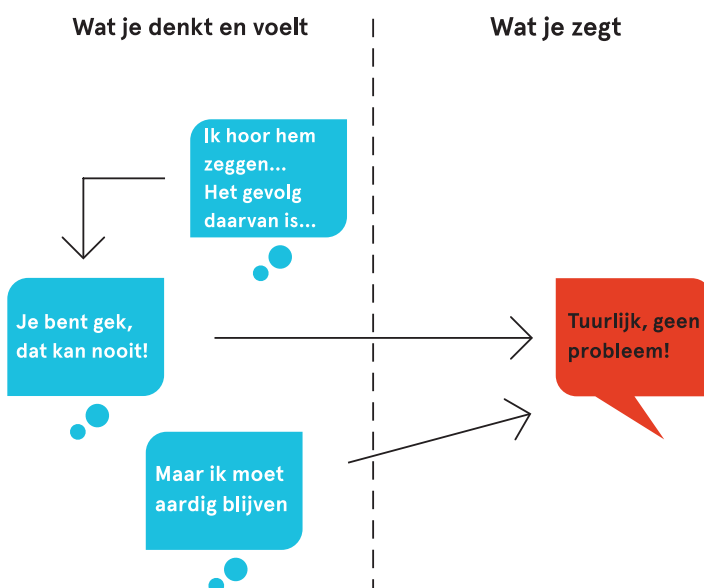 Wat je denkt en voelt
Wat je zegt
Ik hoor hem
zeggen...
Het gevolg
daarvan is...
Je bent gek,
dat kan nooit!
Tuurlijk, geen
probleem!
Maar ik moet
aardig blijven